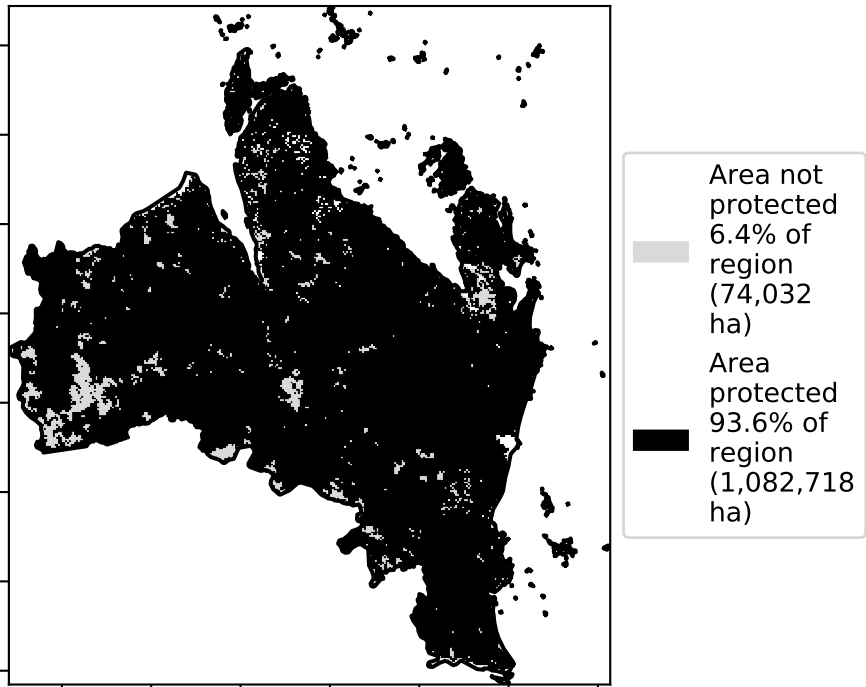 Area not
protected
6.4% of
region
(74,032
ha)
Area
protected
93.6% of
region
(1,082,718
ha)